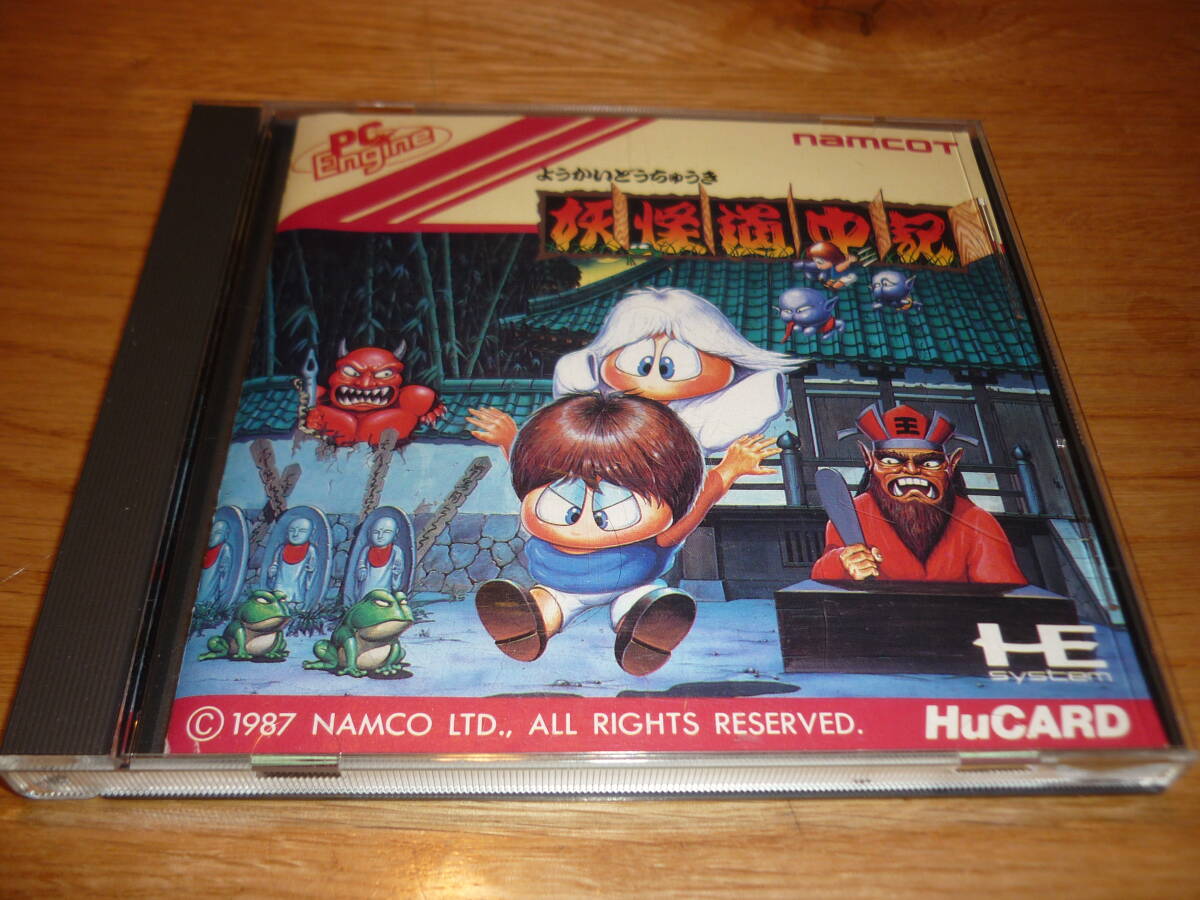 PC Engine
namcoT
ようかいどうちゅうき
妖怪道中記
王
HE
system
© 1987 NAMCO LTD., ALL RIGHTS RESERVED.
HuCARD